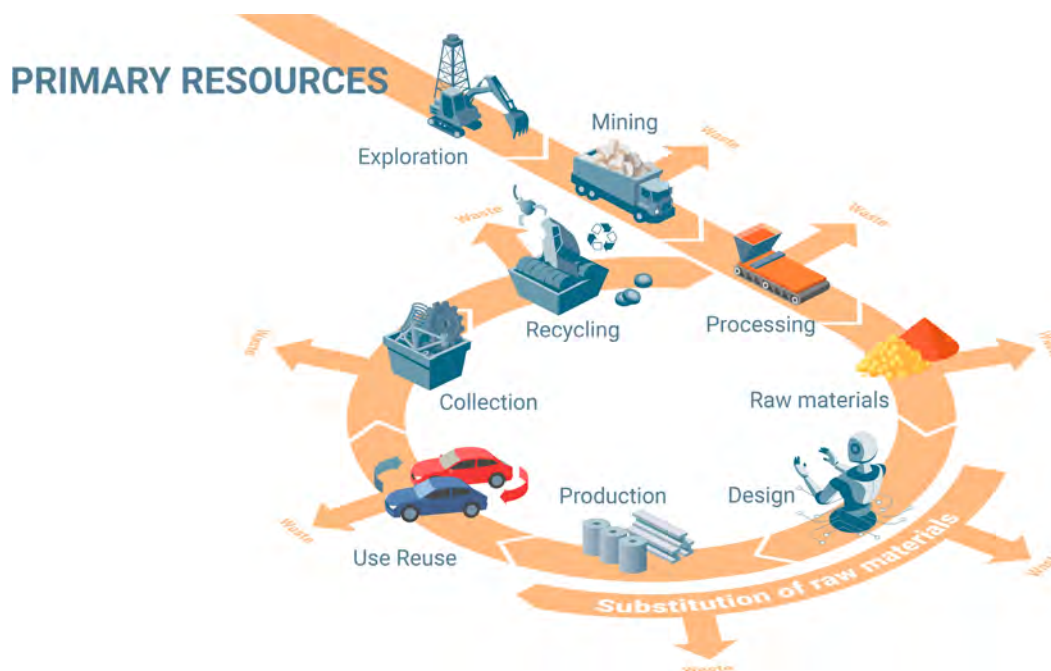 PRIMARY RESOURCES
Exploration
Mining
Waste
Waste
Waste
Recycling
Processing
Waste
Collection
Raw materials
Use Reuse
Waste
Production
Design
Substitution of raw materials
Waste